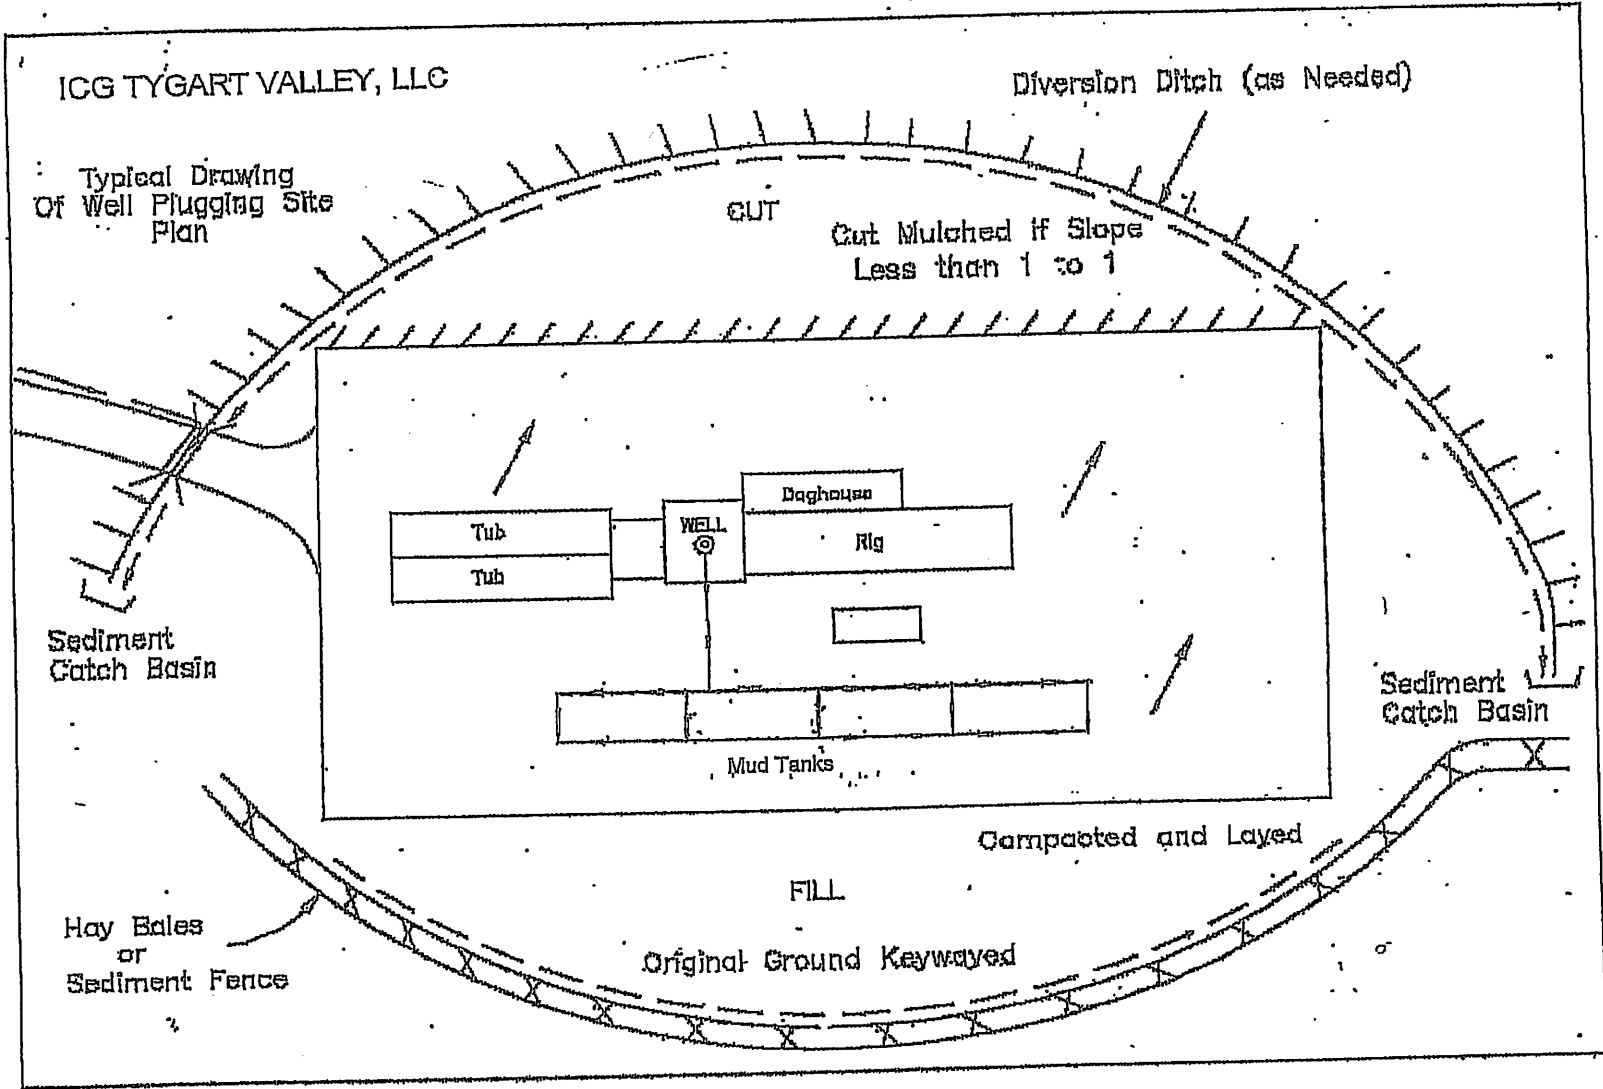 ICG TYGART VALLEY, LLC
Diversion Ditch (as Needed)
Typical Drawing
Of Well Plugging Site
Plan
CUT
Cut Mulched if Slope
Less than 1 to 1
Doghouse
Tub
WELL
Rig
Tub
Sediment
Catch Basin
Sediment
Catch Basin
Mud Tanks
Compacted and Layed
FILL
Hay Bales
or
Sediment Fence
Original Ground Keywayed